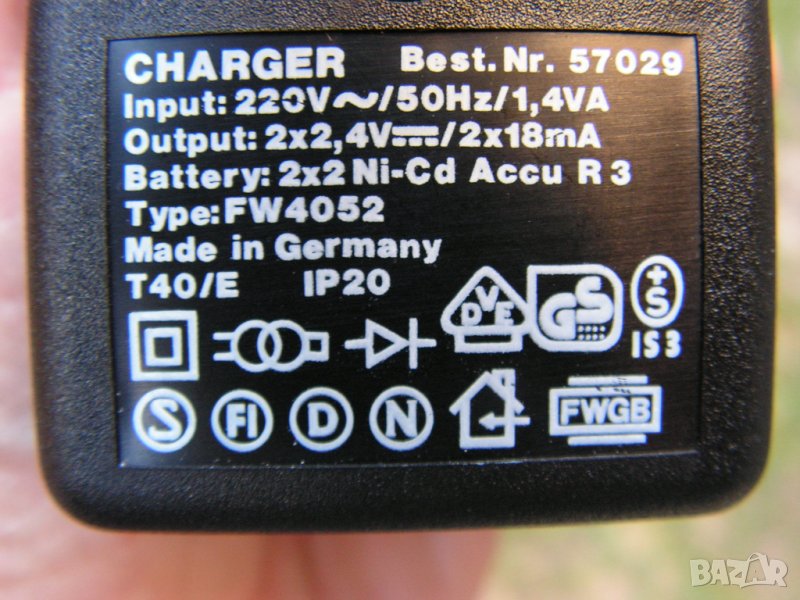 CHARGER Best. Nr. 57029
Input: 220V~/50Hz/1,4VA
Output: 2x2,4V⎓/2x18mA
Battery: 2x2 Ni-Cd Accu R 3
Type: FW4052
Made in Germany
T40/E IP20
DVE GS +S
IS3
S FI D N FWGB
BAZAR